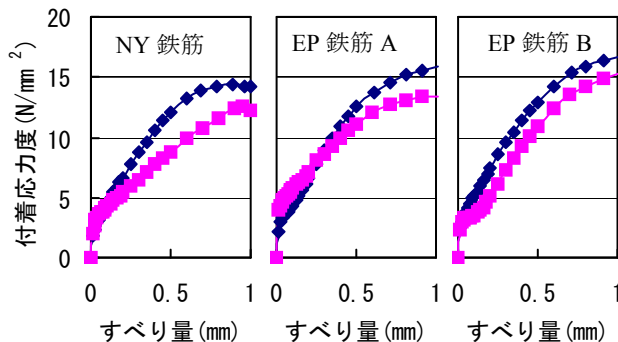 NY 鉄筋
EP 鉄筋 A
EP 鉄筋 B
付着応力度 (N/mm²)
20
15
10
5
0
0 0.5 1
0 0.5 1
0 0.5 1
すべり量(mm)
すべり量(mm)
すべり量(mm)